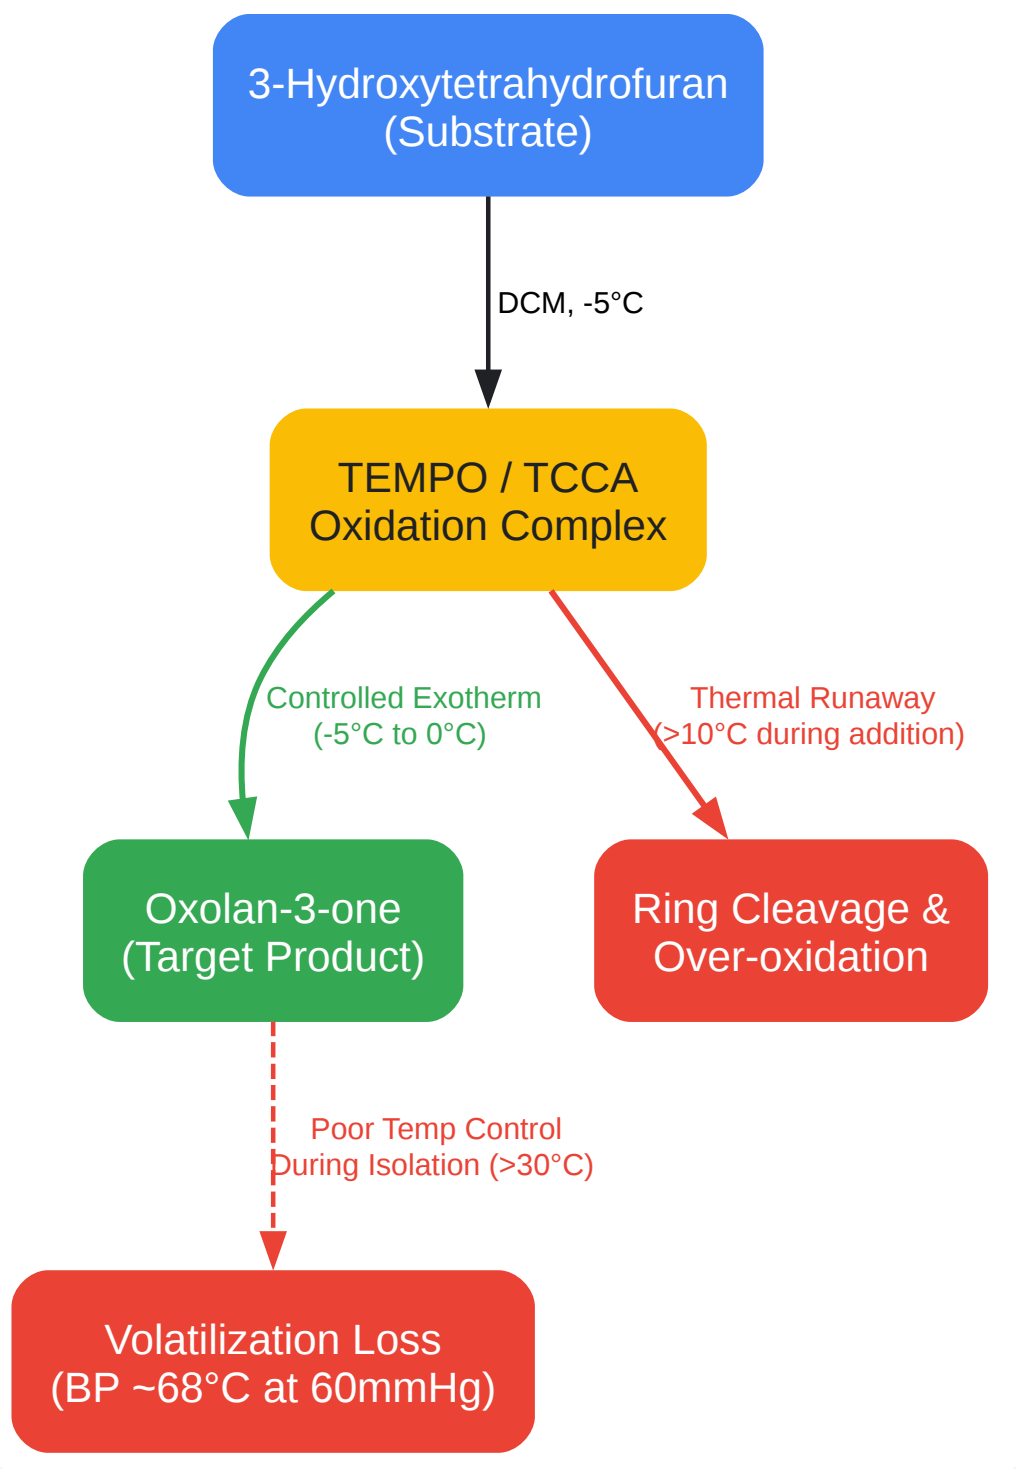 3-Hydroxytetrahydrofuran
(Substrate)
DCM, -5°C
TEMPO / TCCA
Oxidation Complex
Controlled Exotherm
(-5°C to 0°C)
Thermal Runaway
(>10°C during addition)
Oxolan-3-one
(Target Product)
Ring Cleavage &
Over-oxidation
Poor Temp Control
During Isolation (>30°C)
Volatilization Loss
(BP ~68°C at 60mmHg)